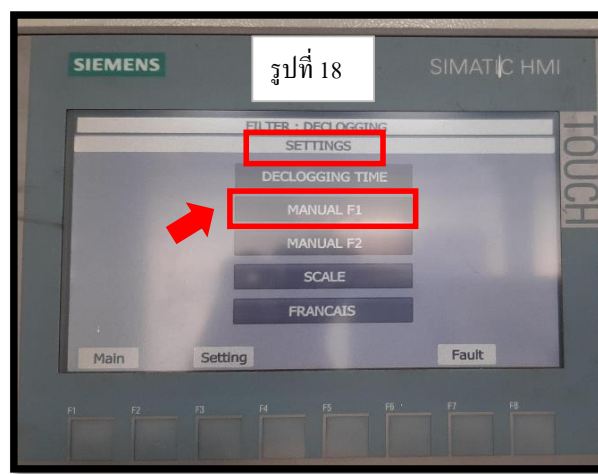 SIEMENS
รูปที่ 18
SIMATIC HMI
TOUCH
FILTER : DECLOGGING
SETTINGS
DECLOGGING TIME
MANUAL F1
MANUAL F2
SCALE
FRANCAIS
Main
Setting
Fault
F1
F2
F3
F4
F5
F6
F7
F8